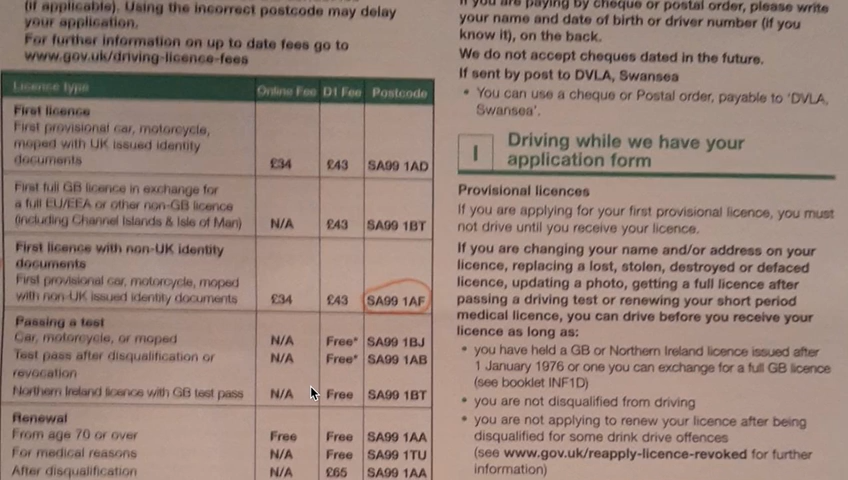 (if applicable). Using the incorrect postcode may delay
your application.
For further information on up to date fees go to
www.gov.uk/driving-licence-fees
Licence type Online Fee D1 Fee Postcode
First licence
First provisional car, motorcycle,
moped with UK issued identity
documents £34 £43 SA99 1AD
First full GB licence in exchange for
a full EU/EEA or other non-GB licence
(including Channel Islands & Isle of Man) N/A £43 SA99 1BT
First licence with non-UK identity
documents
First provisional car, motorcycle, moped
with non-UK issued identity documents £34 £43 SA99 1AF
Passing a test
Car, motorcycle, or moped N/A Free* SA99 1BJ
Test pass after disqualification or N/A Free* SA99 1AB
revocation
Northern Ireland licence with GB test pass N/A Free SA99 1BT
Renewal
From age 70 or over Free Free SA99 1AA
For medical reasons N/A Free SA99 1TU
After disqualification N/A £65 SA99 1AA
If you are paying by cheque or postal order, please write
your name and date of birth or driver number (if you
know it), on the back.
We do not accept cheques dated in the future.
If sent by post to DVLA, Swansea
• You can use a cheque or Postal order, payable to 'DVLA,
Swansea'.
I Driving while we have your
application form
Provisional licences
If you are applying for your first provisional licence, you must
not drive until you receive your licence.
If you are changing your name and/or address on your
licence, replacing a lost, stolen, destroyed or defaced
licence, updating a photo, getting a full licence after
passing a driving test or renewing your short period
medical licence, you can drive before you receive your
licence as long as:
• you have held a GB or Northern Ireland licence issued after
1 January 1976 or one you can exchange for a full GB licence
(see booklet INF1D)
• you are not disqualified from driving
• you are not applying to renew your licence after being
disqualified for some drink drive offences
(see www.gov.uk/reapply-licence-revoked for further
information)